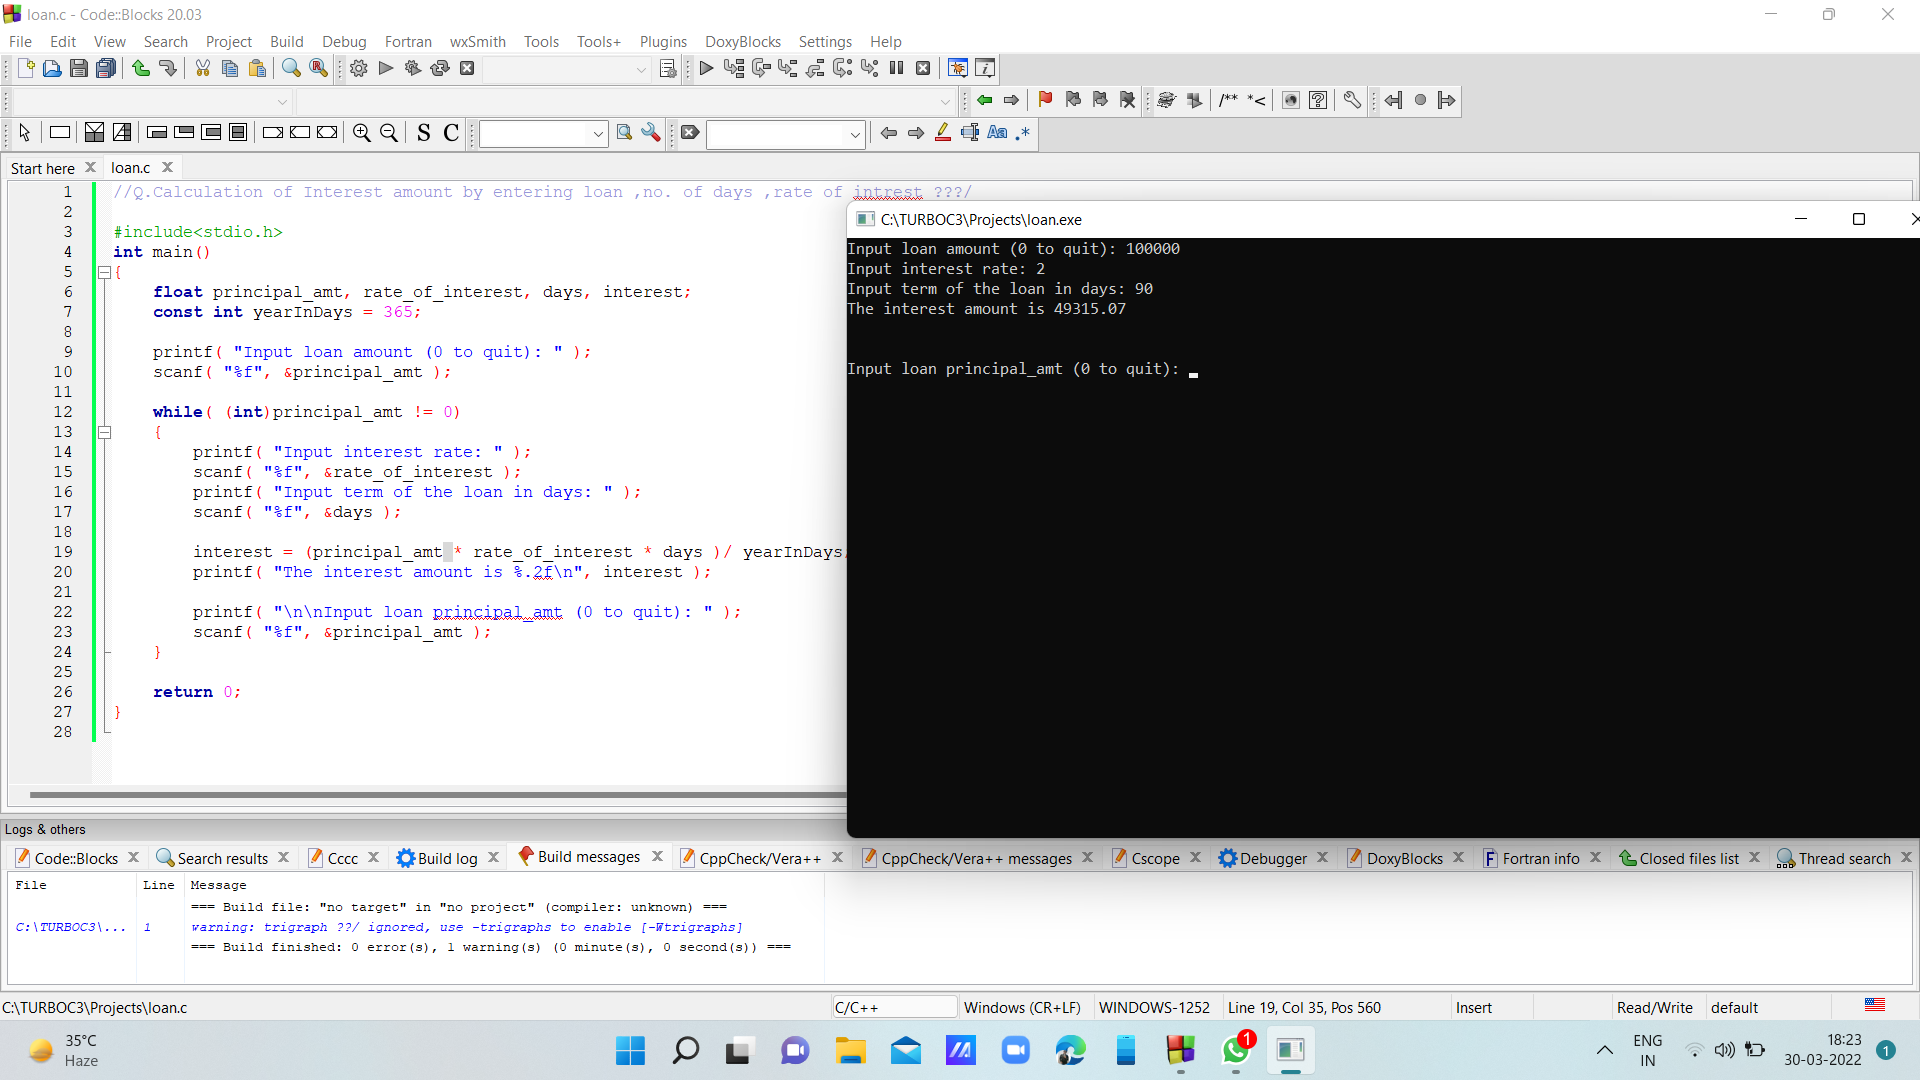 loan.c - Code::Blocks 20.03
File Edit View Search Project Build Debug Fortran wxSmith Tools Tools+ Plugins DoxyBlocks Settings Help
/** *<
S C
Aa .*
Start here loan.c
1 //Q.Calculation of Interest amount by entering loan ,no. of days ,rate of intrest ???/
2
3 #include<stdio.h>
4 int main()
5 {
6 float principal_amt, rate_of_interest, days, interest;
7 const int yearInDays = 365;
8
9 printf( "Input loan amount (0 to quit): " );
10 scanf( "%f", &principal_amt );
11
12 while( (int)principal_amt != 0)
13 {
14 printf( "Input interest rate: " );
15 scanf( "%f", &rate_of_interest );
16 printf( "Input term of the loan in days: " );
17 scanf( "%f", &days );
18
19 interest = (principal_amt * rate_of_interest * days )/ yearInDays;
20 printf( "The interest amount is %.2f\n", interest );
21
22 printf( "\n\nInput loan principal_amt (0 to quit): " );
23 scanf( "%f", &principal_amt );
24 }
25
26 return 0;
27 }
28
C:\TURBOC3\Projects\loan.exe
Input loan amount (0 to quit): 100000
Input interest rate: 2
Input term of the loan in days: 90
The interest amount is 49315.07
Input loan principal_amt (0 to quit):
Logs & others
Code::Blocks Search results Cccc Build log Build messages CppCheck/Vera++ CppCheck/Vera++ messages Cscope Debugger DoxyBlocks Fortran info Closed files list Thread search
File Line Message
=== Build file: "no target" in "no project" (compiler: unknown) ===
C:\TURBOC3\... 1 warning: trigraph ??/ ignored, use -trigraphs to enable [-Wtrigraphs]
=== Build finished: 0 error(s), 1 warning(s) (0 minute(s), 0 second(s)) ===
C:\TURBOC3\Projects\loan.c C/C++ Windows (CR+LF) WINDOWS-1252 Line 19, Col 35, Pos 560 Insert Read/Write default
35°C
Haze
1
ENG
IN
18:23
30-03-2022
1